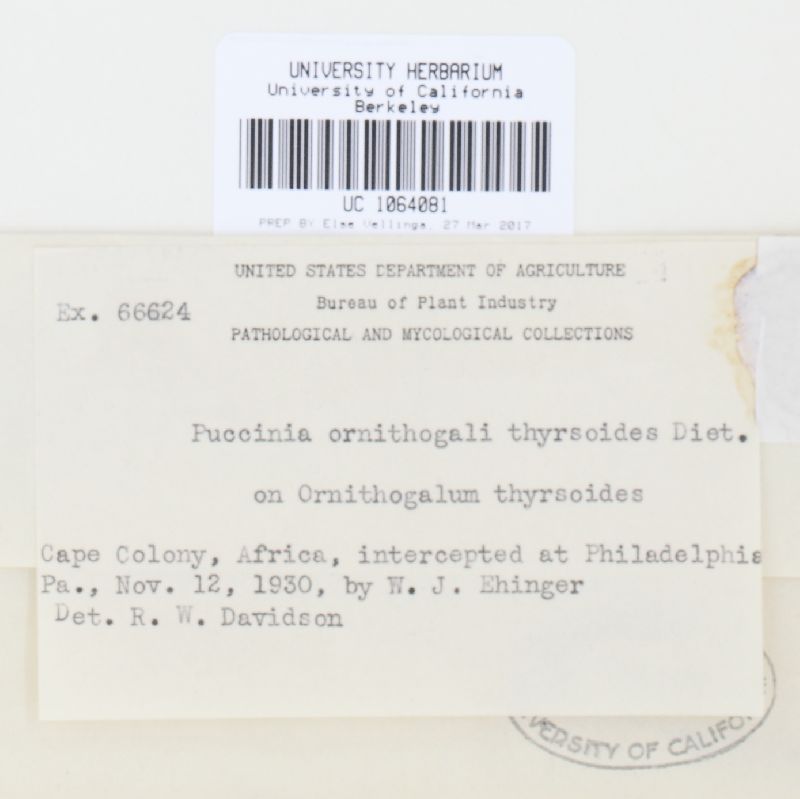 UNIVERSITY HERBARIUM
University of California
Berkeley
UC 1064081
PREP BY Else Vellinga, 27 Mar 2017
UNITED STATES DEPARTMENT OF AGRICULTURE
Ex. 66624
Bureau of Plant Industry
PATHOLOGICAL AND MYCOLOGICAL COLLECTIONS
Puccinia ornithogali thyrsoides Diet.
on Ornithogalum thyrsoides
Cape Colony, Africa, intercepted at Philadelphia
Pa., Nov. 12, 1930, by W. J. Ehinger
Det. R. W. Davidson
VERSITY OF CALIFO